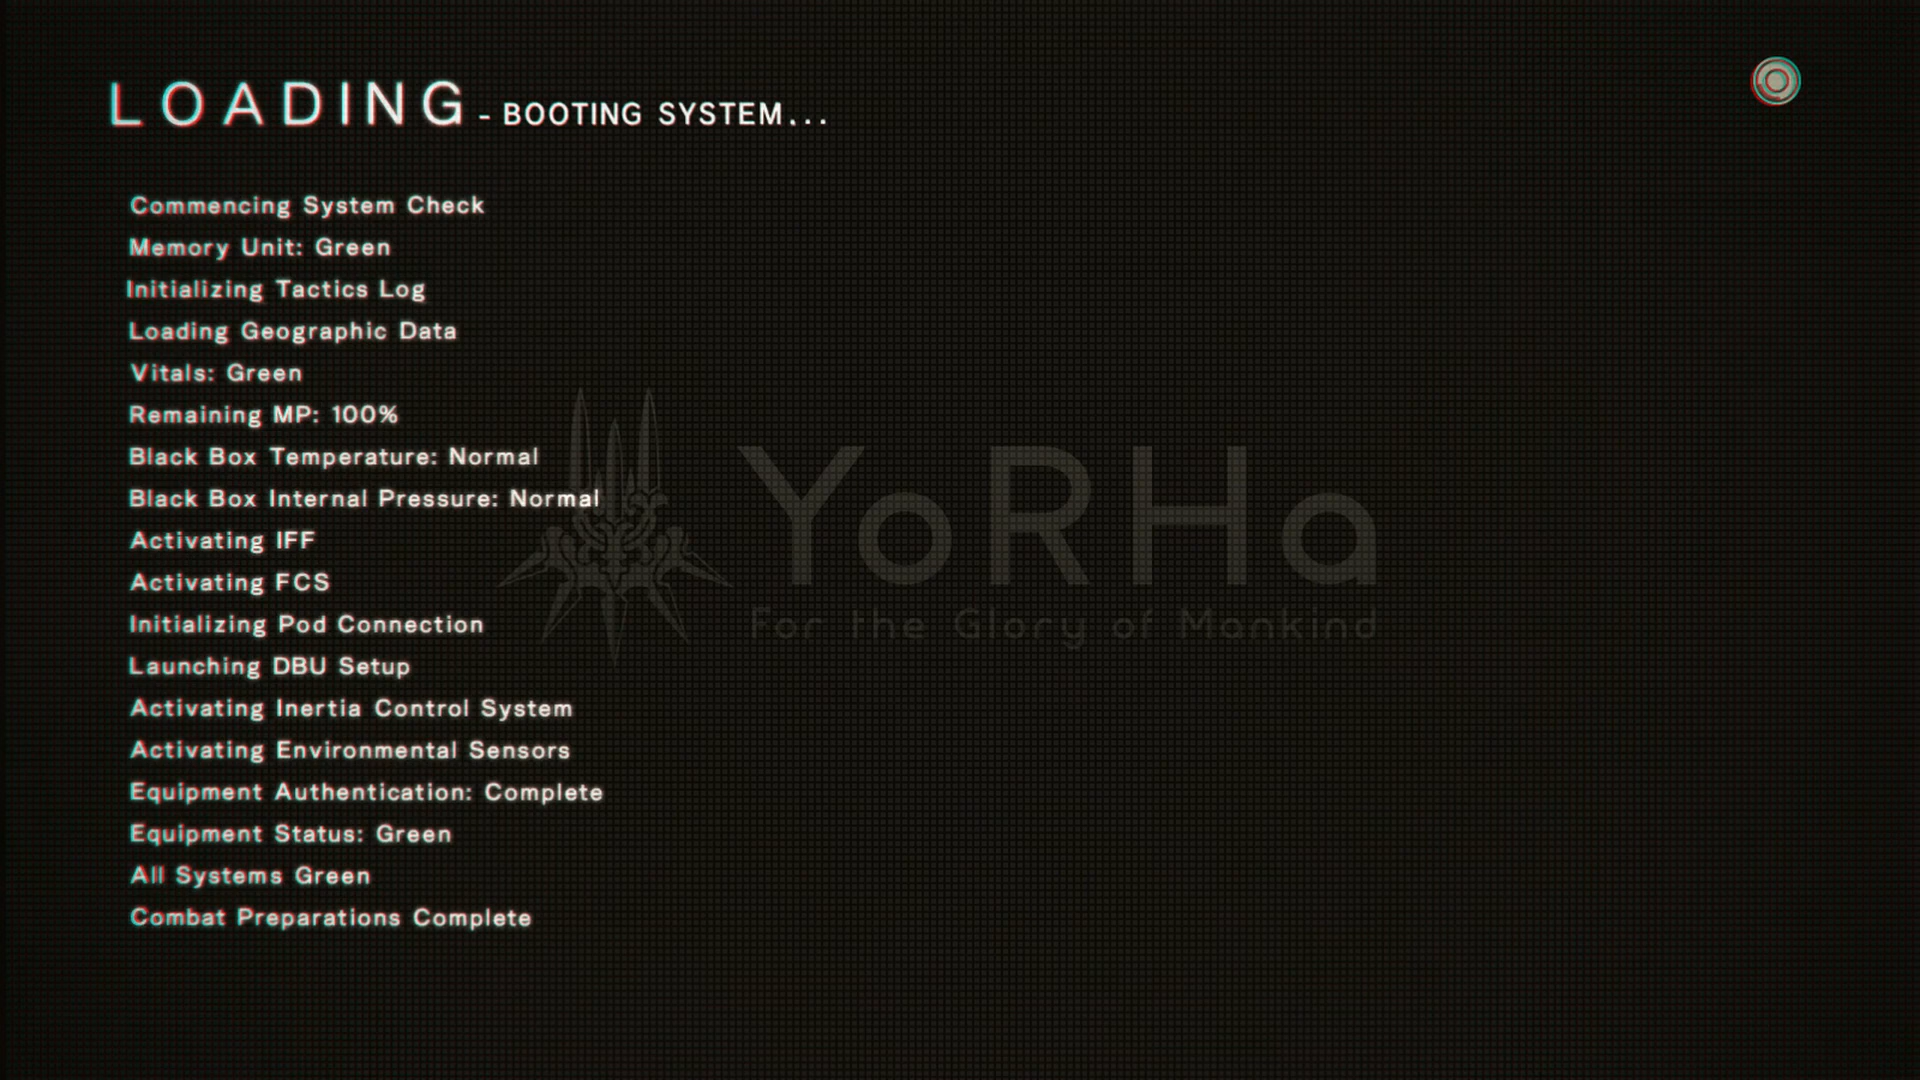 LOADING - BOOTING SYSTEM...
Commencing System Check
Memory Unit: Green
Initializing Tactics Log
Loading Geographic Data
Vitals: Green
Remaining MP: 100%
Black Box Temperature: Normal
Black Box Internal Pressure: Normal
Activating IFF
Activating FCS
Initializing Pod Connection
Launching DBU Setup
Activating Inertia Control System
Activating Environmental Sensors
Equipment Authentication: Complete
Equipment Status: Green
All Systems Green
Combat Preparations Complete
YoRHa
For the Glory of Mankind